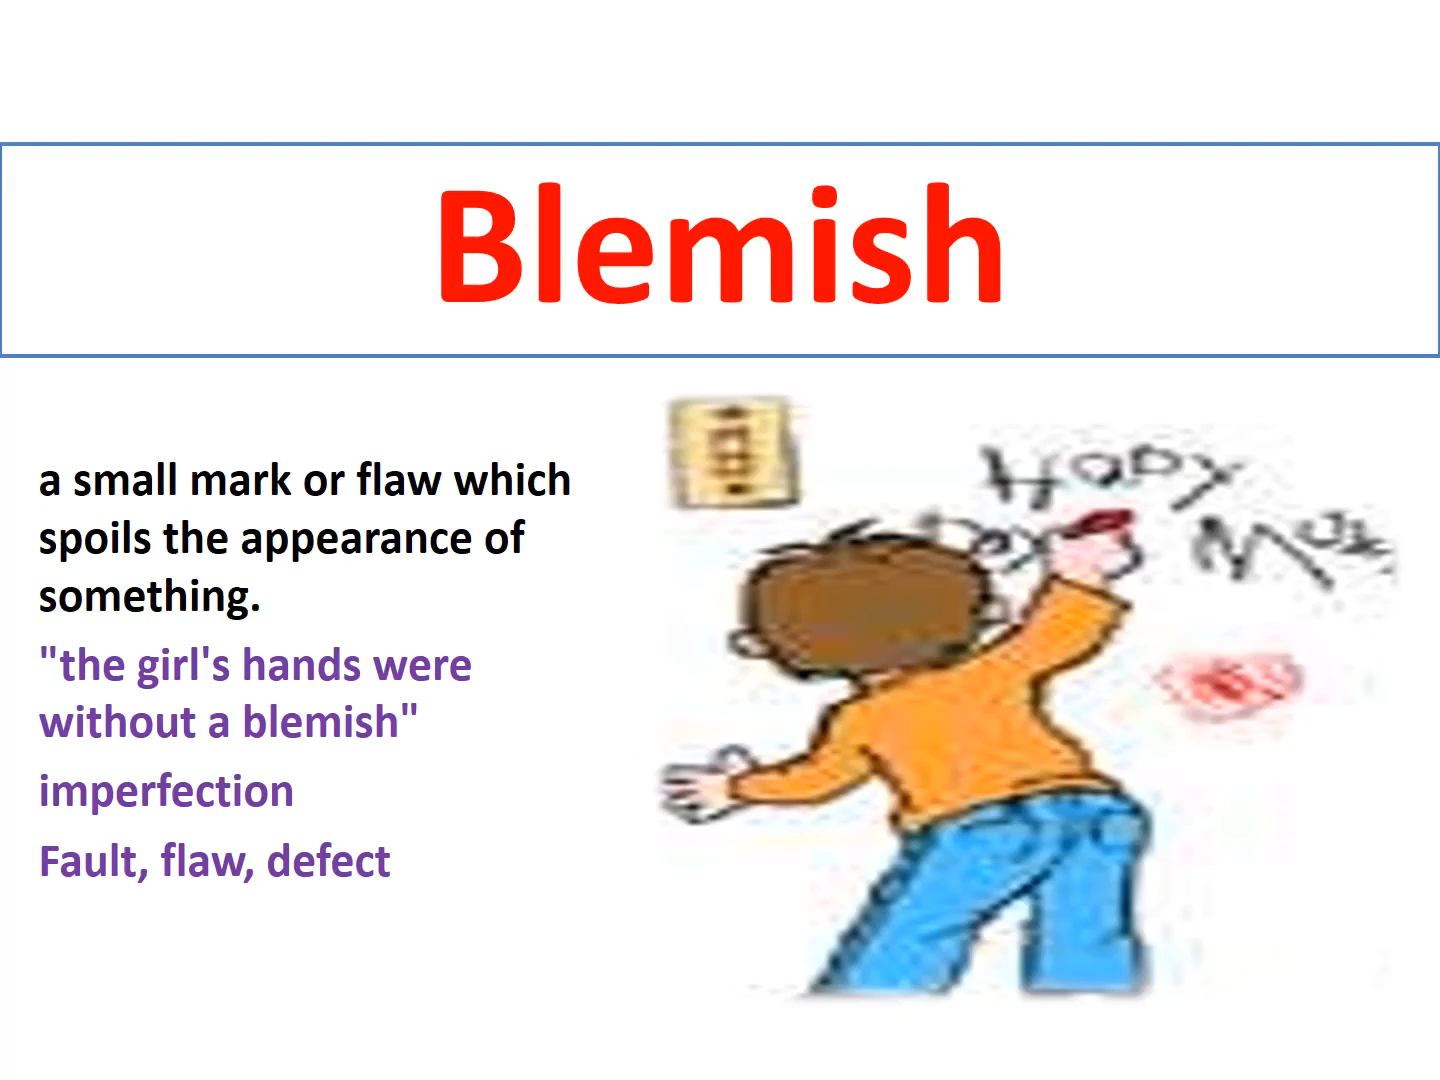 Blemish
a small mark or flaw which
spoils the appearance of
something.
"the girl's hands were
without a blemish"
imperfection
Fault, flaw, defect